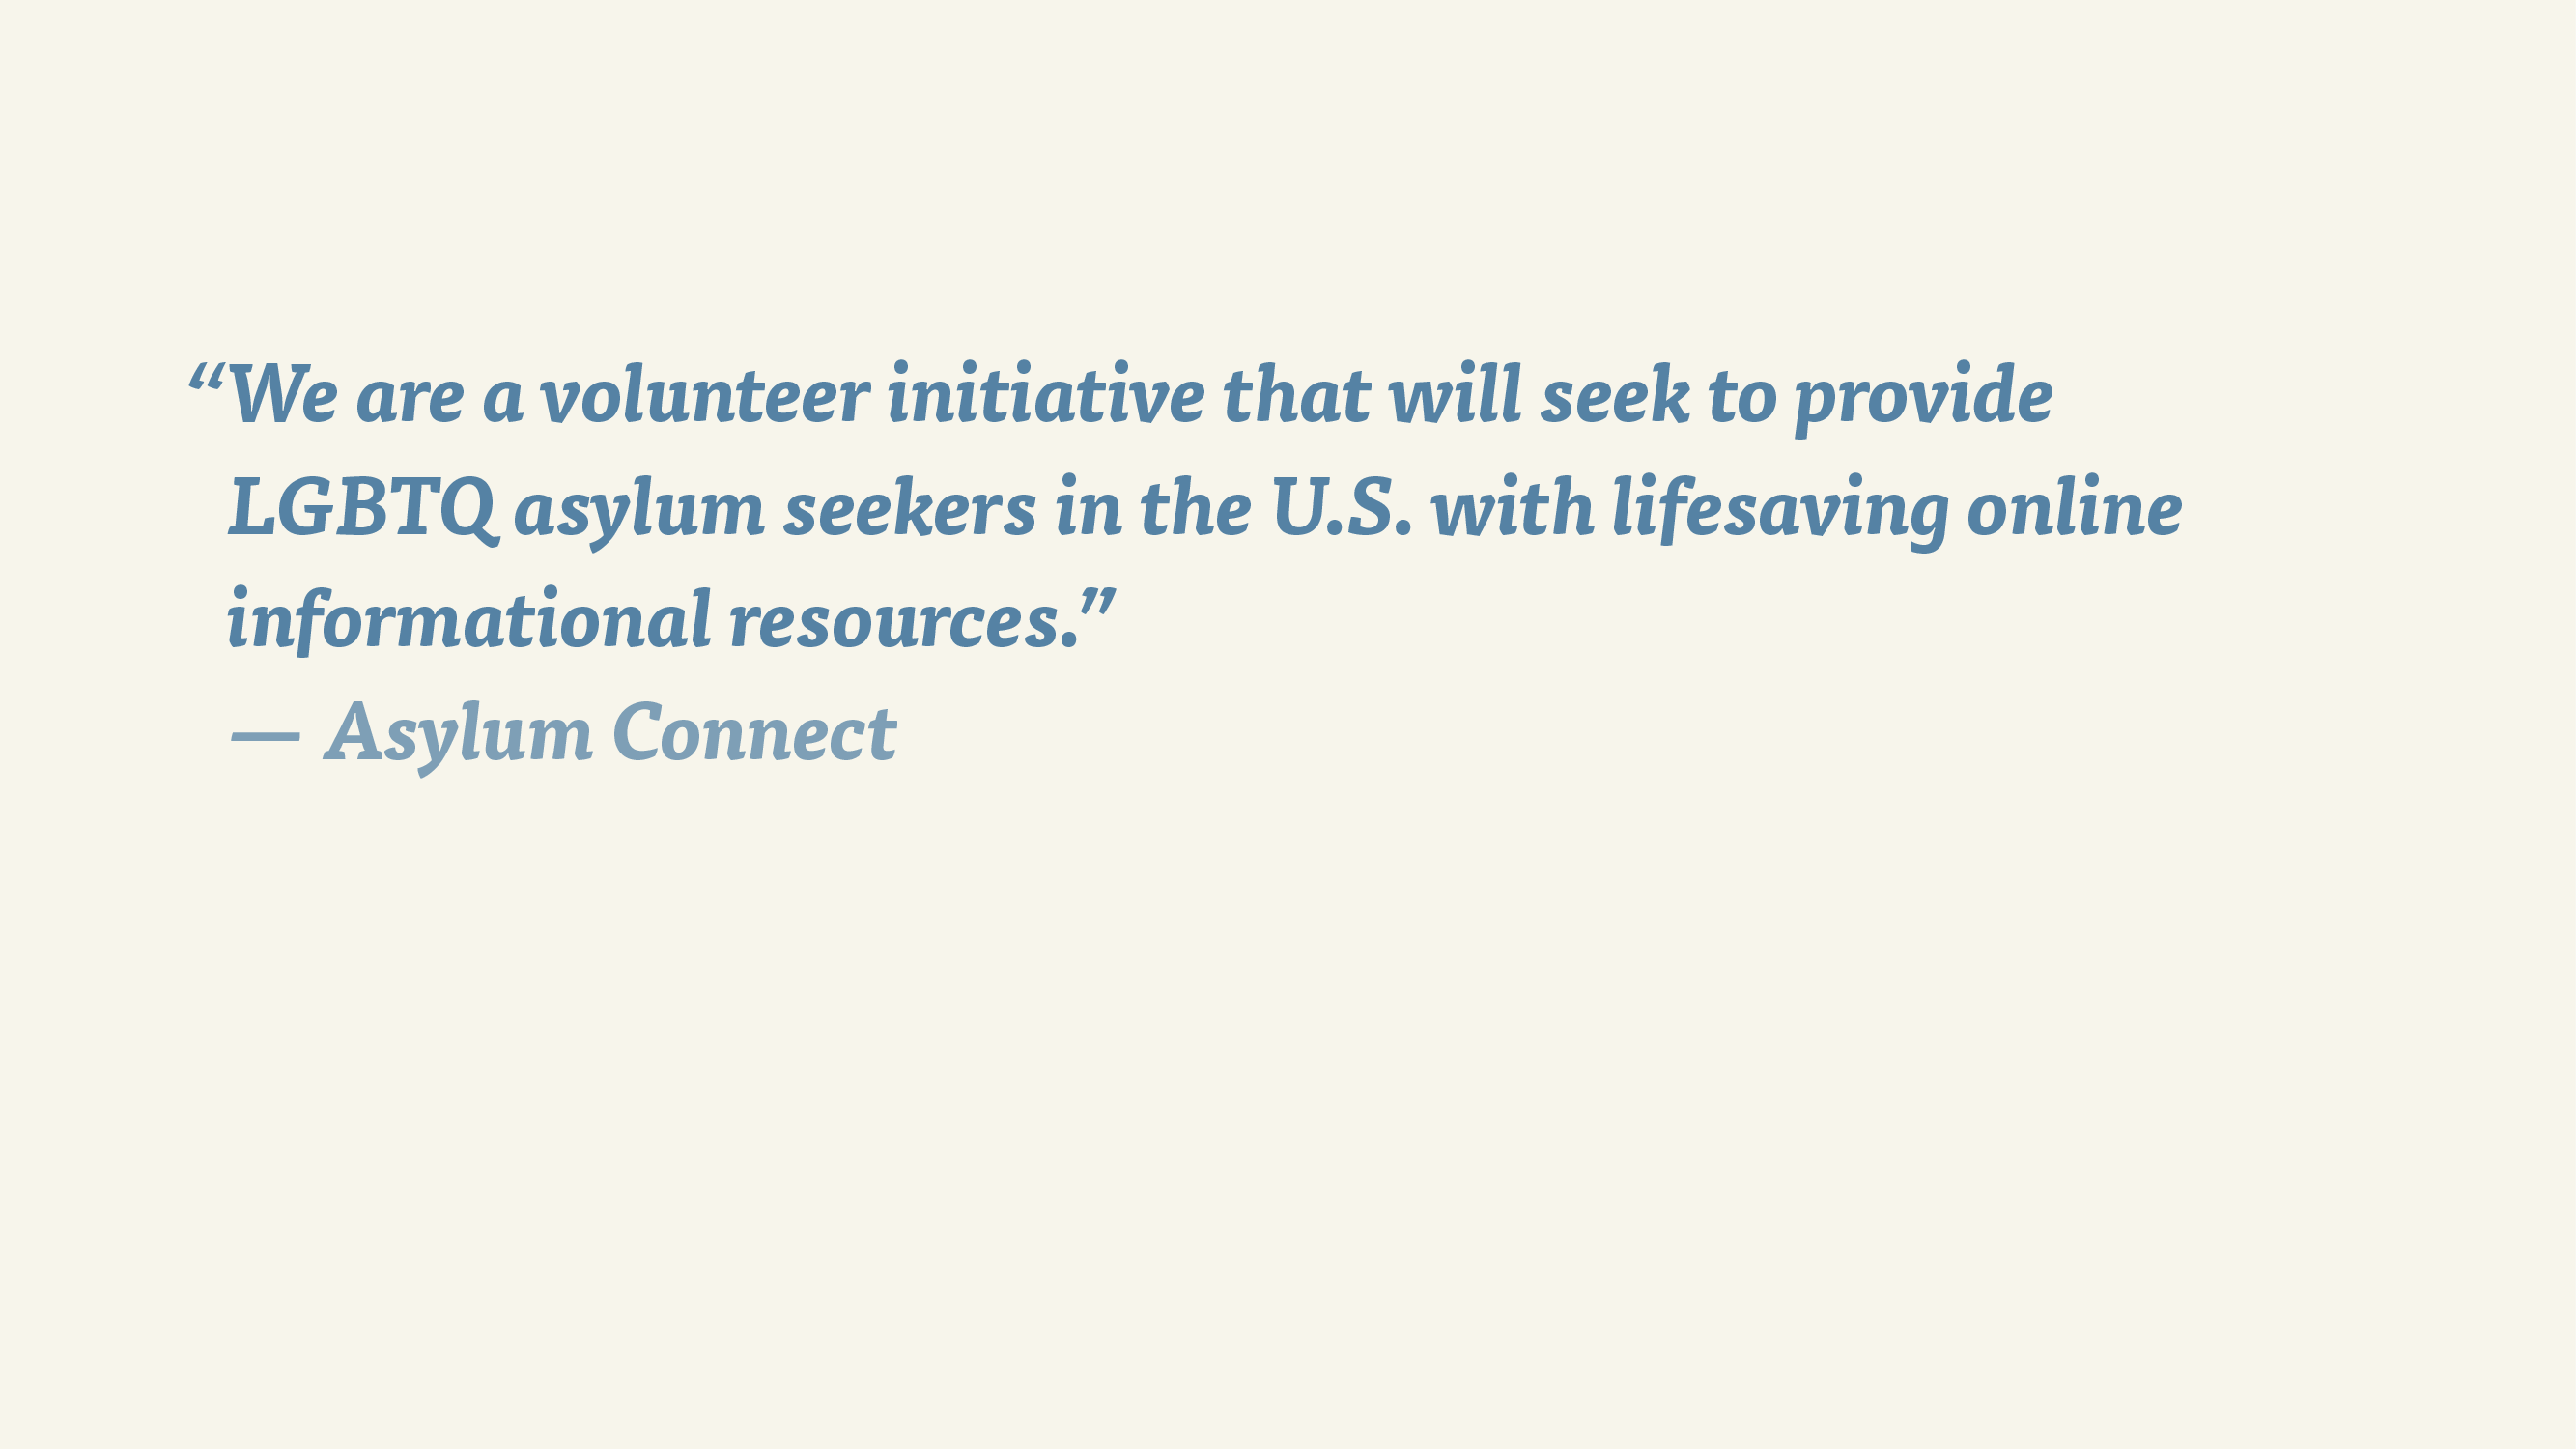 “We are a volunteer initiative that will seek to provide
LGBTQ asylum seekers in the U.S. with lifesaving online
informational resources.”
— Asylum Connect